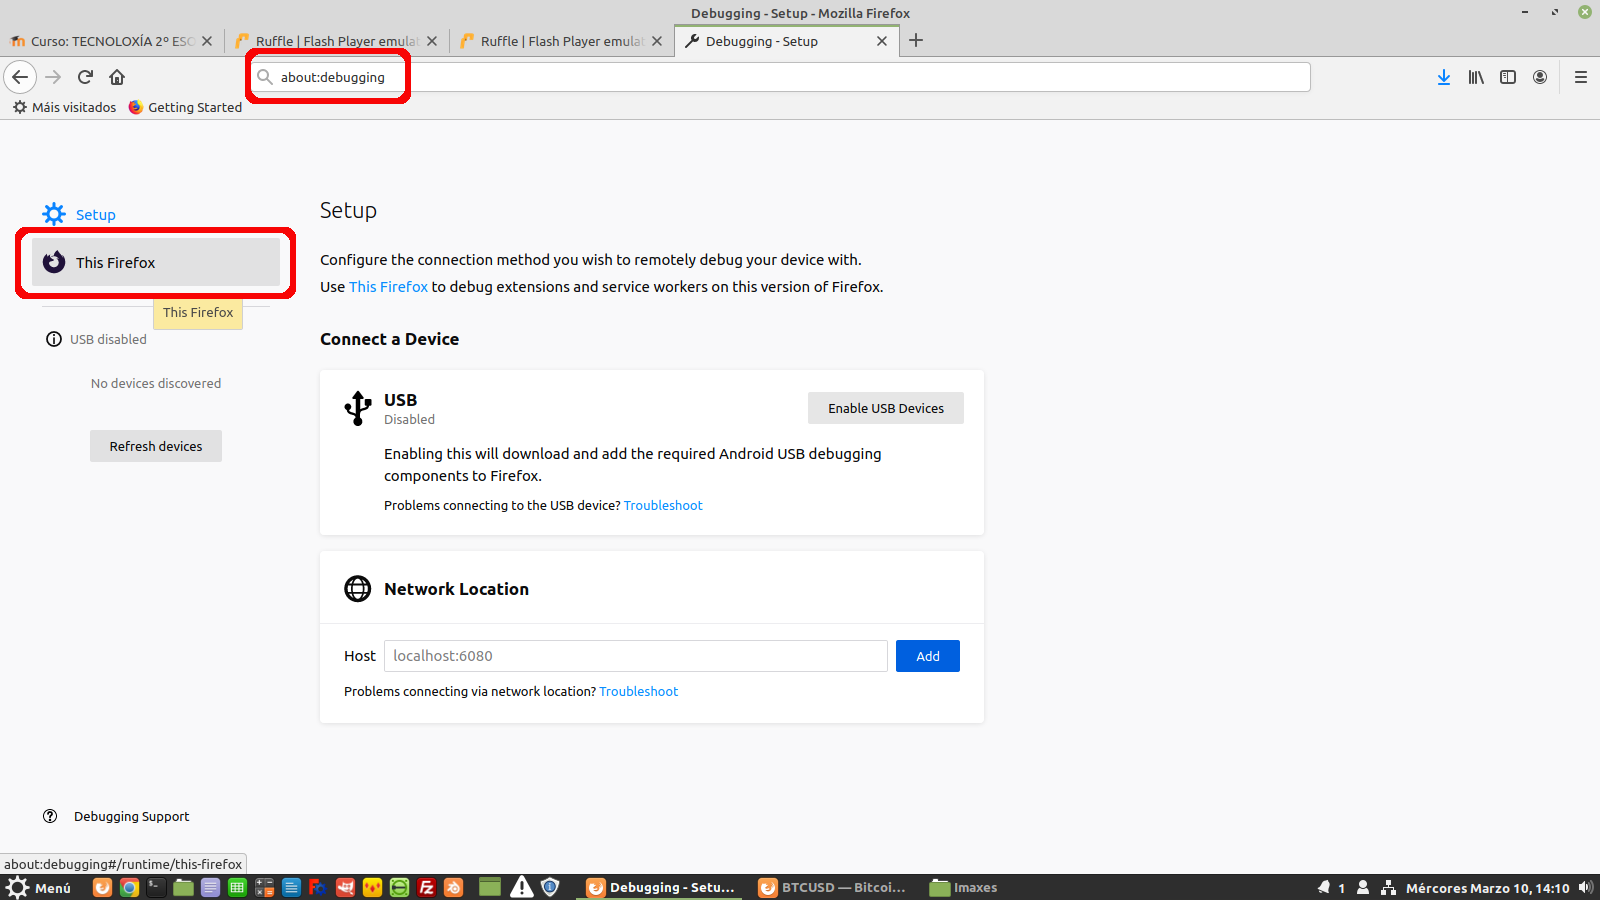 Debugging - Setup - Mozilla Firefox
Curso: TECNOLOXÍA 2º ESO
Ruffle | Flash Player emulat
Ruffle | Flash Player emulat
Debugging - Setup
about:debugging
Máis visitados
Getting Started
Setup
This Firefox
This Firefox
USB disabled
No devices discovered
Refresh devices
Setup
Configure the connection method you wish to remotely debug your device with.
Use This Firefox to debug extensions and service workers on this version of Firefox.
Connect a Device
USB
Disabled
Enable USB Devices
Enabling this will download and add the required Android USB debugging
components to Firefox.
Problems connecting to the USB device? Troubleshoot
Network Location
Host
localhost:6080
Add
Problems connecting via network location? Troubleshoot
Debugging Support
about:debugging#/runtime/this-firefox
Menú
Debugging - Setu...
BTCUSD — Bitcoi...
Imaxes
1
Mércores Marzo 10, 14:10